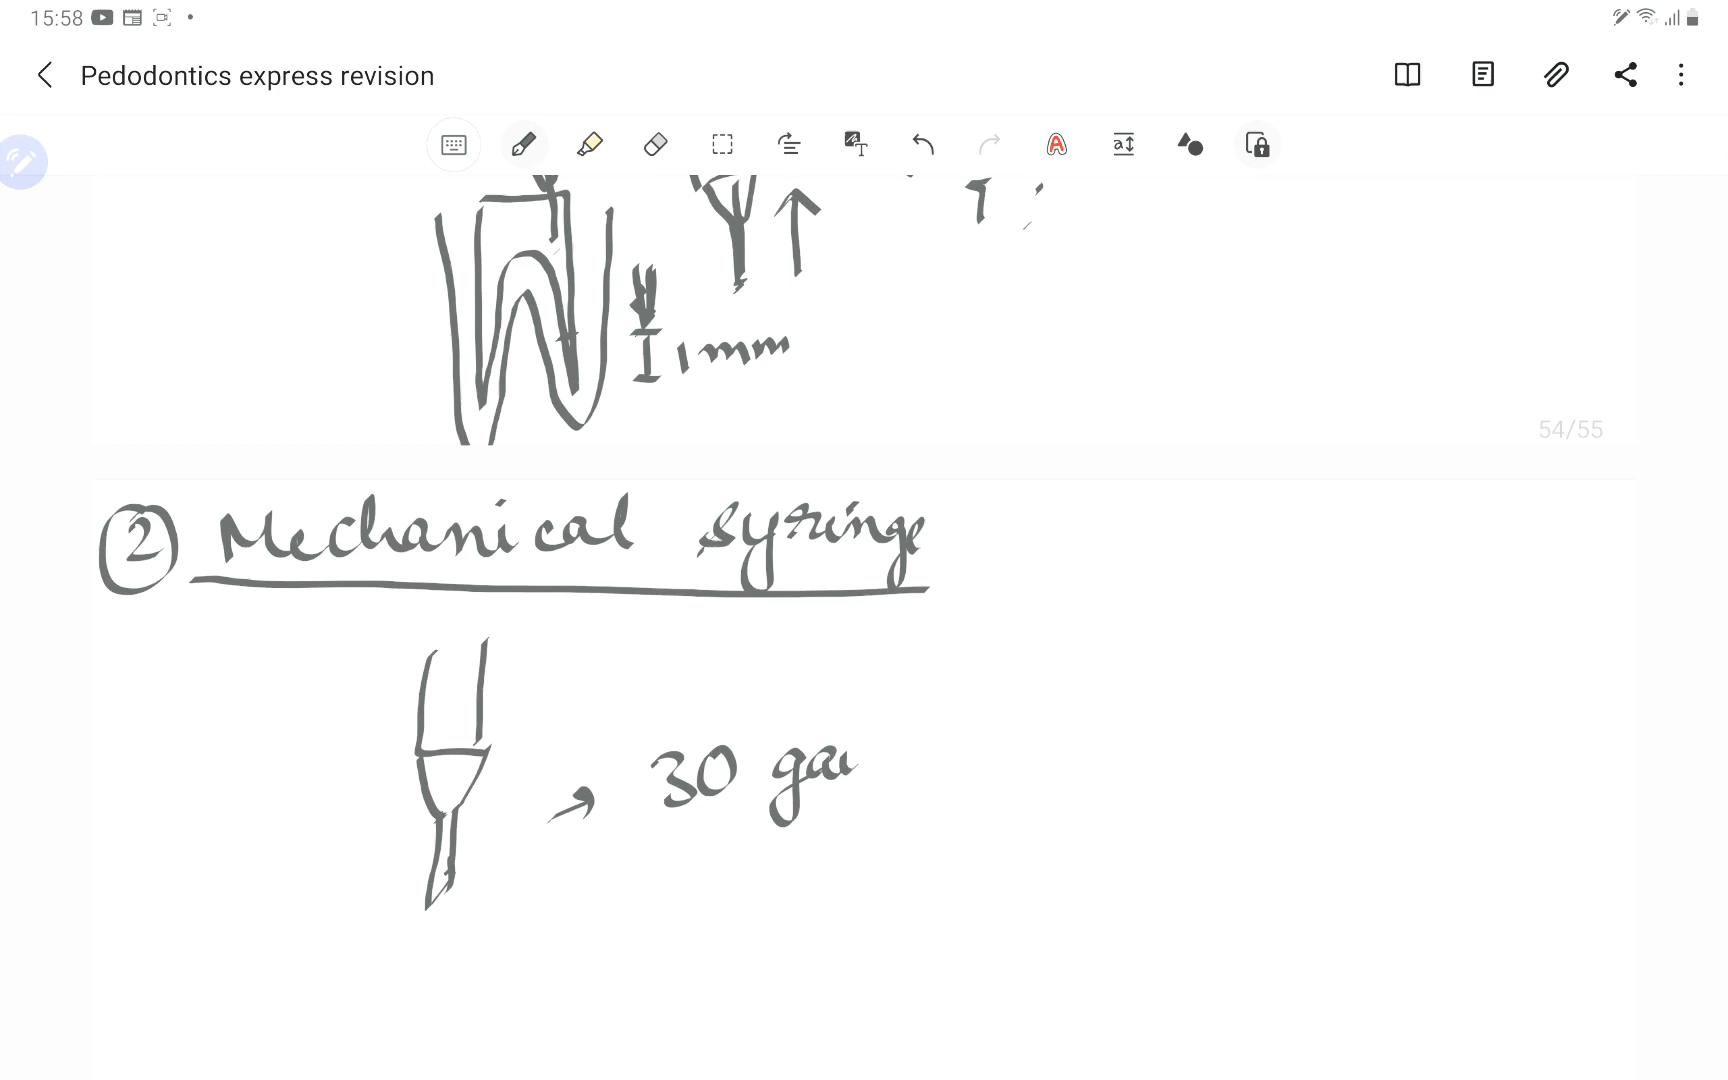 15:58
Pedodontics express revision
1mm
54/55
2 Mechanical syringe
→ 30 gau